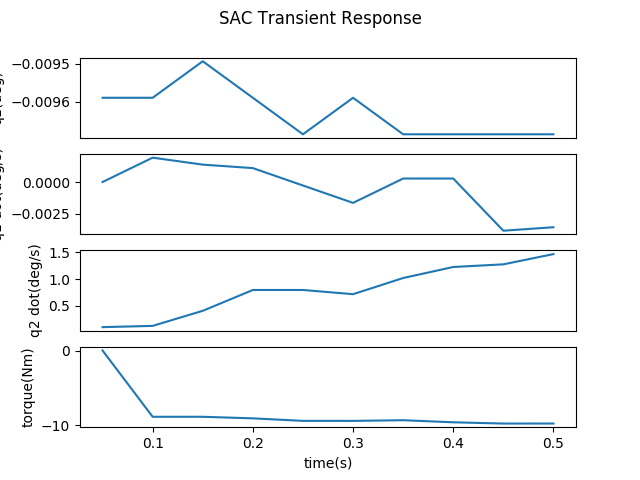 SAC Transient Response
−0.0095
−0.0096
0.0000
−0.0025
1.5
1.0
0.5
q2 dot(deg/s)
0
−10
torque(Nm)
0.1 0.2 0.3 0.4 0.5
time(s)